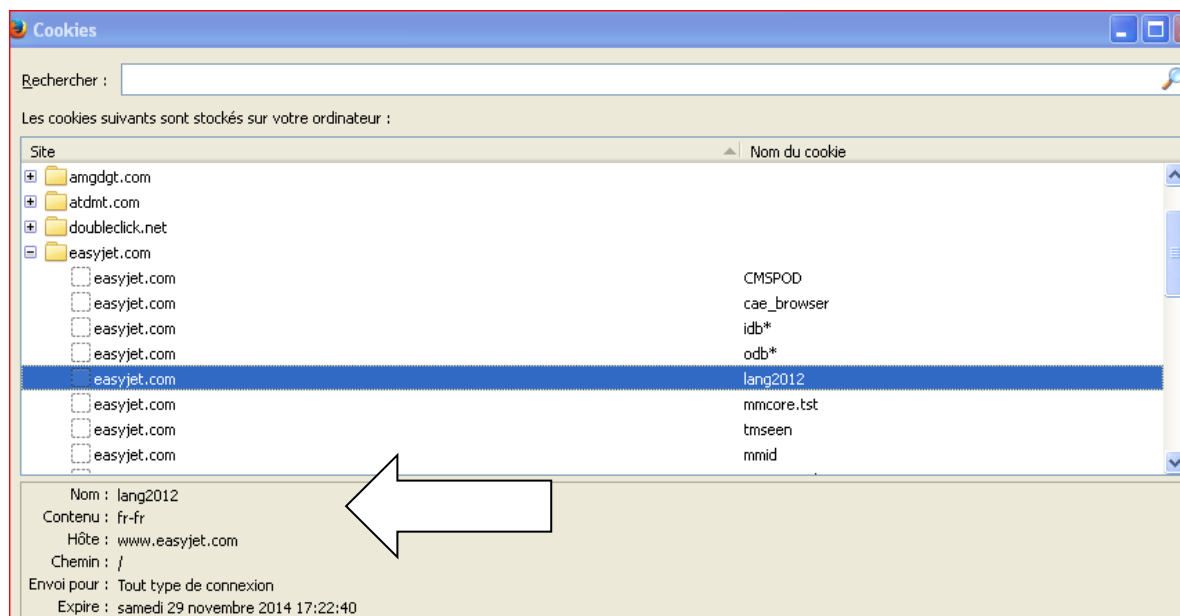 Cookies
Rechercher :
Les cookies suivants sont stockés sur votre ordinateur :
Site Nom du cookie
amgdgt.com
atdmt.com
doubleclick.net
easyjet.com
easyjet.com CMSPOD
easyjet.com cae_browser
easyjet.com idb*
easyjet.com odb*
easyjet.com lang2012
easyjet.com mmcore.tst
easyjet.com tmseen
easyjet.com mmid
Nom : lang2012
Contenu : fr-fr
Hôte : www.easyjet.com
Chemin : /
Envoi pour : Tout type de connexion
Expire : samedi 29 novembre 2014 17:22:40